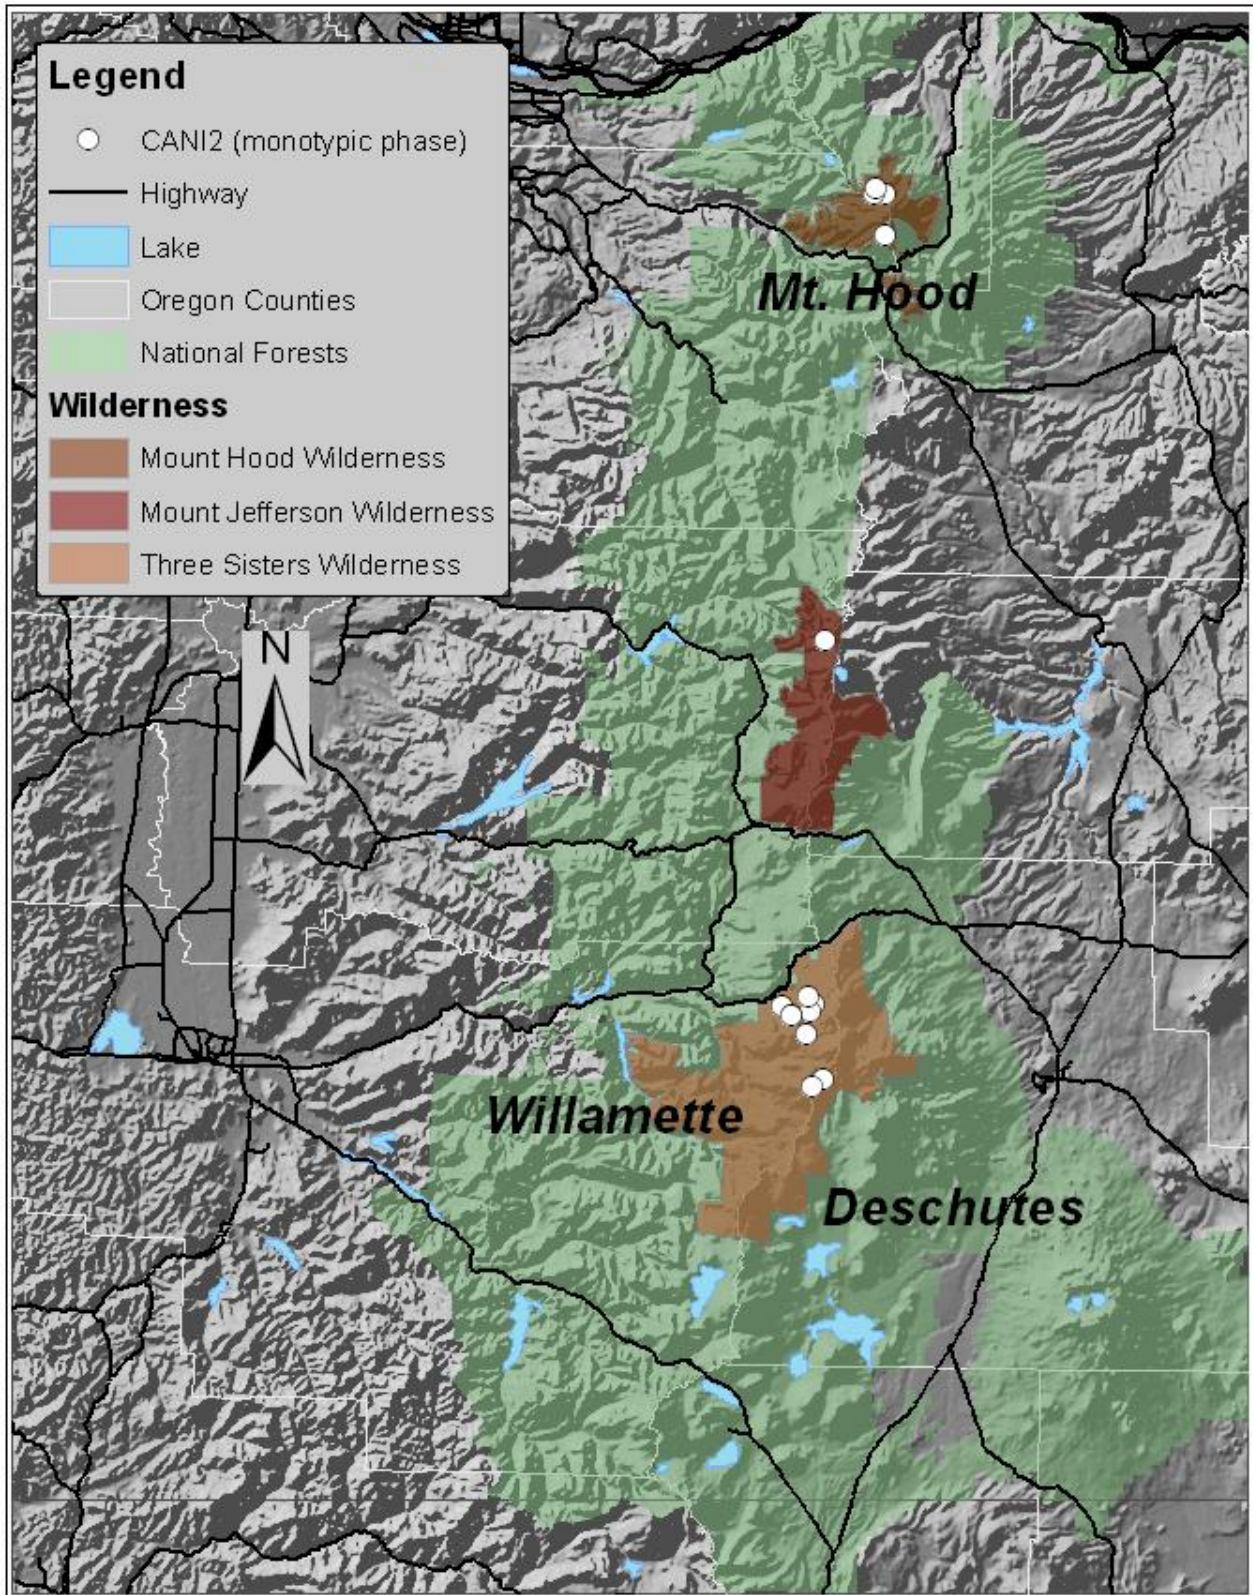 Legend
CANI2 (monotypic phase)
Highway
Lake
Oregon Counties
National Forests
Wilderness
Mount Hood Wilderness
Mount Jefferson Wilderness
Three Sisters Wilderness
N
Mt. Hood
Willamette
Deschutes